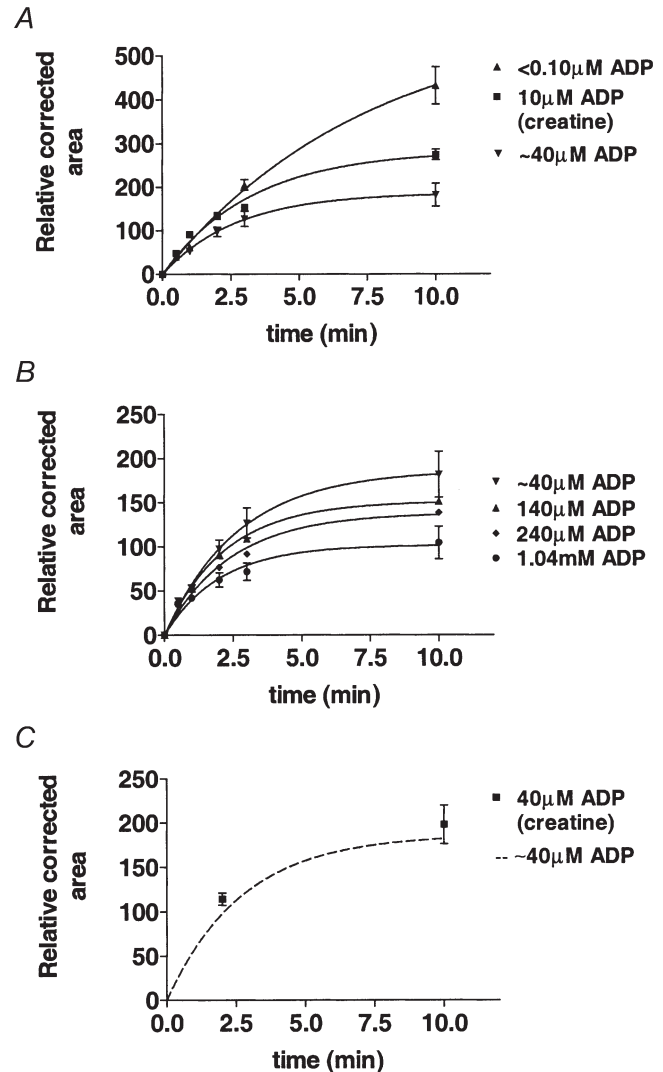 A
Relative corrected
area
500
400
300
200
100
0
0.0 2.5 5.0 7.5 10.0
time (min)
<0.10μM ADP
10μM ADP
(creatine)
~40μM ADP
B
Relative corrected
area
250
200
150
100
50
0
0.0 2.5 5.0 7.5 10.0
time (min)
~40μM ADP
140μM ADP
240μM ADP
1.04mM ADP
C
Relative corrected
area
250
200
150
100
50
0
0.0 2.5 5.0 7.5 10.0
time (min)
40μM ADP
(creatine)
~40μM ADP